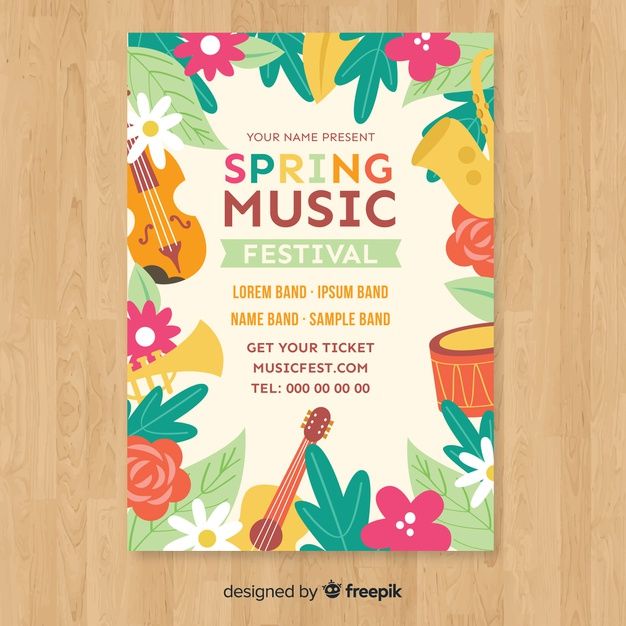 YOUR NAME PRESENT
SPRING
MUSIC
FESTIVAL
LOREM BAND · IPSUM BAND
NAME BAND · SAMPLE BAND
GET YOUR TICKET
MUSICFEST.COM
TEL: 000 00 00 00
designed by freepik